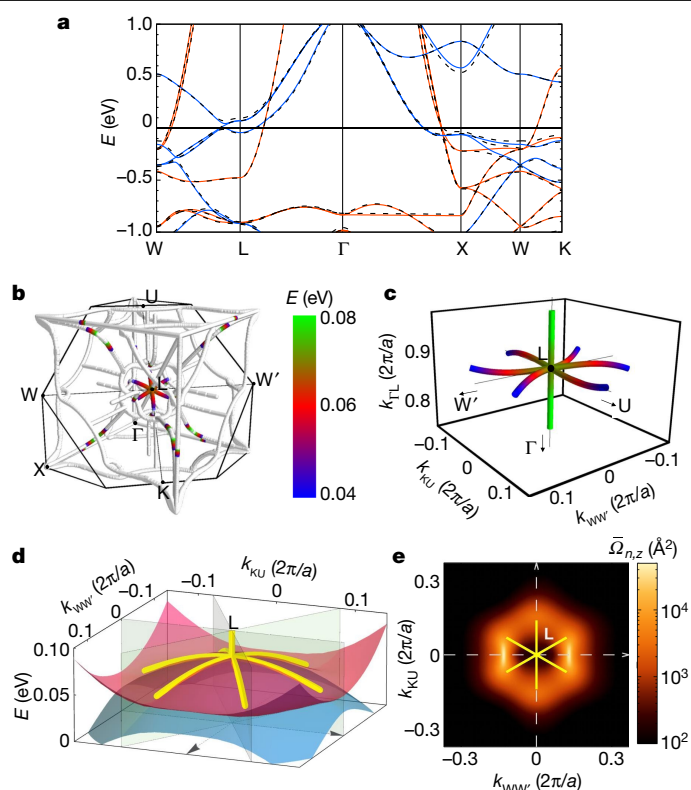 a
E (eV)
1.0
0.5
0
−0.5
−1.0
W L Γ X W K
b
U
W
L
W′
Γ
X
K
E (eV)
0.08
0.06
0.04
c
k_ΓL (2π/a)
0.9
0.8
L
W′
U
Γ
−0.1
0
0.1
k_KU (2π/a)
0.1
0
−0.1
k_WW′ (2π/a)
d
k_WW′ (2π/a)
−0.1
0
0.1
k_KU (2π/a)
−0.1
0
0.1
L
E (eV)
0.10
0.05
0
e
Ω̄_n,z (Å²)
k_KU (2π/a)
0.3
0
−0.3
L
−0.3 0 0.3
k_WW′ (2π/a)
10⁴
10³
10²